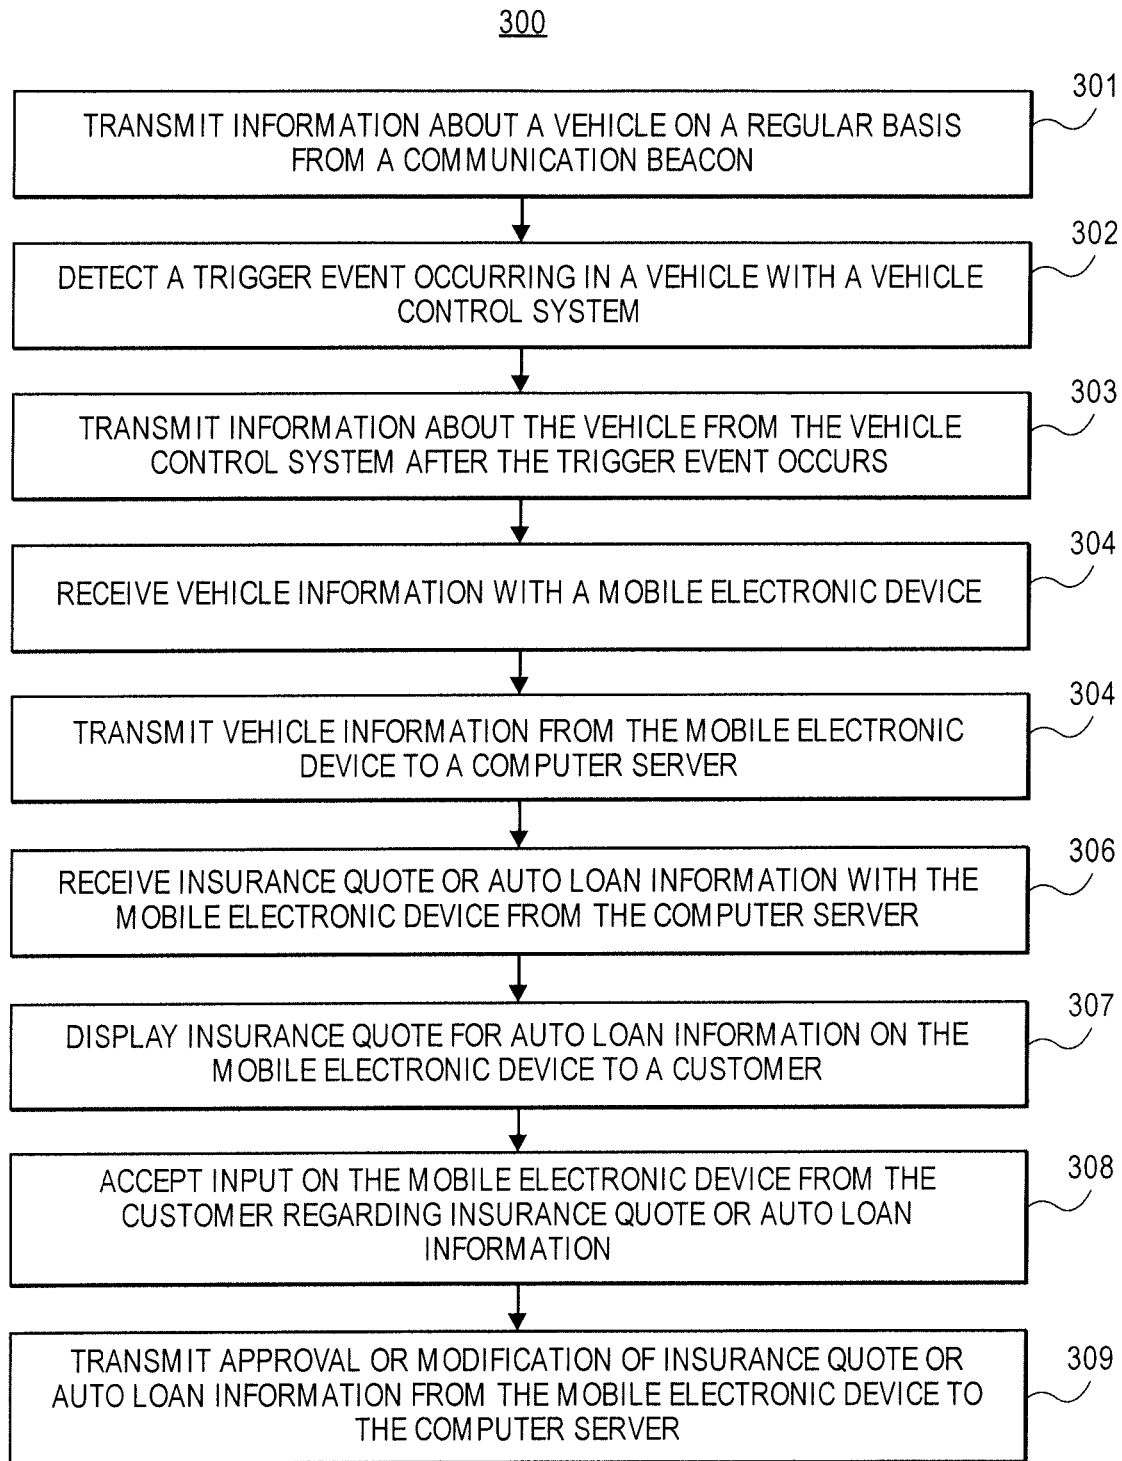 300
301
TRANSMIT INFORMATION ABOUT A VEHICLE ON A REGULAR BASIS
FROM A COMMUNICATION BEACON
302
DETECT A TRIGGER EVENT OCCURRING IN A VEHICLE WITH A VEHICLE
CONTROL SYSTEM
303
TRANSMIT INFORMATION ABOUT THE VEHICLE FROM THE VEHICLE
CONTROL SYSTEM AFTER THE TRIGGER EVENT OCCURS
304
RECEIVE VEHICLE INFORMATION WITH A MOBILE ELECTRONIC DEVICE
304
TRANSMIT VEHICLE INFORMATION FROM THE MOBILE ELECTRONIC
DEVICE TO A COMPUTER SERVER
306
RECEIVE INSURANCE QUOTE OR AUTO LOAN INFORMATION WITH THE
MOBILE ELECTRONIC DEVICE FROM THE COMPUTER SERVER
307
DISPLAY INSURANCE QUOTE FOR AUTO LOAN INFORMATION ON THE
MOBILE ELECTRONIC DEVICE TO A CUSTOMER
308
ACCEPT INPUT ON THE MOBILE ELECTRONIC DEVICE FROM THE
CUSTOMER REGARDING INSURANCE QUOTE OR AUTO LOAN
INFORMATION
309
TRANSMIT APPROVAL OR MODIFICATION OF INSURANCE QUOTE OR
AUTO LOAN INFORMATION FROM THE MOBILE ELECTRONIC DEVICE TO
THE COMPUTER SERVER